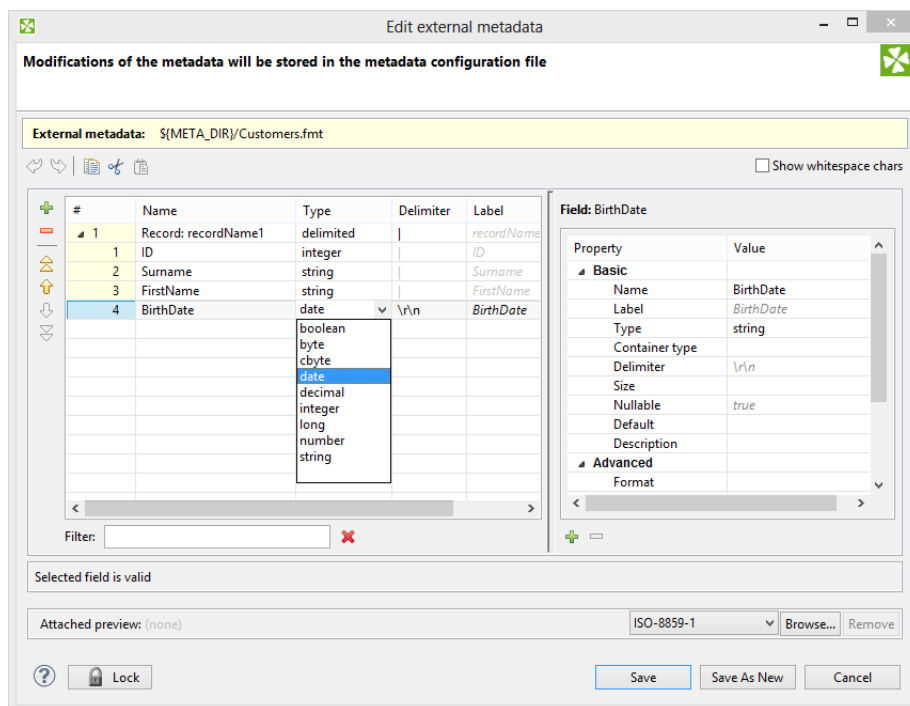 Edit external metadata
Modifications of the metadata will be stored in the metadata configuration file
External metadata: ${META_DIR}/Customers.fmt
Show whitespace chars
# Name Type Delimiter Label
1 Record: recordName1 delimited | recordName
1 ID integer | ID
2 Surname string | Surname
3 FirstName string | FirstName
4 BirthDate date \r\n BirthDate
boolean
byte
cbyte
date
decimal
integer
long
number
string
Filter:
Field: BirthDate
Property Value
Basic
Name BirthDate
Label BirthDate
Type string
Container type
Delimiter \r\n
Size
Nullable true
Default
Description
Advanced
Format
Selected field is valid
Attached preview: (none)
ISO-8859-1
Browse...
Remove
Lock
Save
Save As New
Cancel